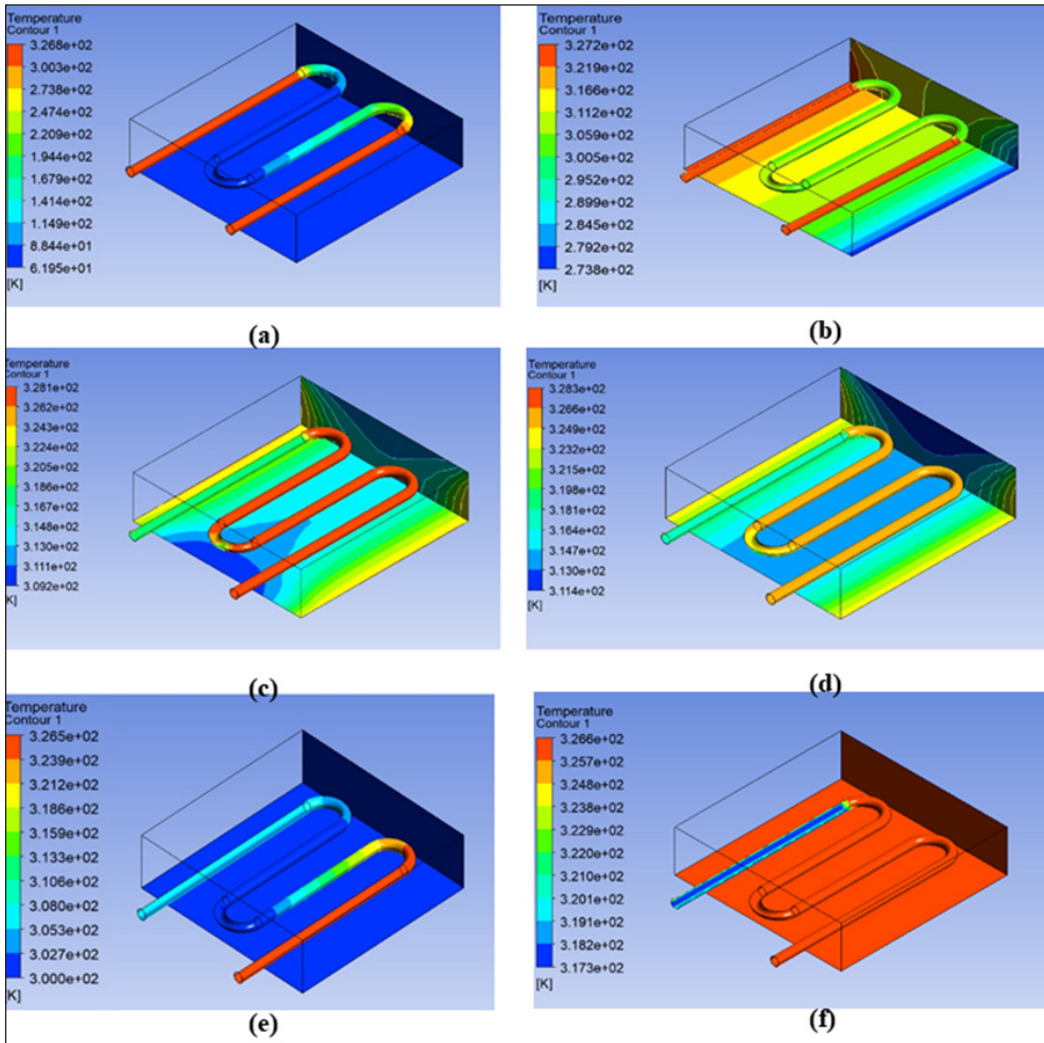 Temperature
Contour 1
3.268e+02
3.003e+02
2.738e+02
2.474e+02
2.209e+02
1.944e+02
1.679e+02
1.414e+02
1.149e+02
8.844e+01
6.195e+01
[K]
(a)
Temperature
Contour 1
3.272e+02
3.219e+02
3.166e+02
3.112e+02
3.059e+02
3.005e+02
2.952e+02
2.899e+02
2.845e+02
2.792e+02
2.738e+02
[K]
(b)
Temperature
Contour 1
3.281e+02
3.262e+02
3.243e+02
3.224e+02
3.205e+02
3.186e+02
3.167e+02
3.148e+02
3.130e+02
3.111e+02
3.092e+02
[K]
(c)
Temperature
Contour 1
3.283e+02
3.266e+02
3.249e+02
3.232e+02
3.215e+02
3.198e+02
3.181e+02
3.164e+02
3.147e+02
3.130e+02
3.114e+02
[K]
(d)
Temperature
Contour 1
3.265e+02
3.239e+02
3.212e+02
3.186e+02
3.159e+02
3.133e+02
3.106e+02
3.080e+02
3.053e+02
3.027e+02
3.000e+02
[K]
(e)
Temperature
Contour 1
3.266e+02
3.257e+02
3.248e+02
3.238e+02
3.229e+02
3.220e+02
3.210e+02
3.201e+02
3.191e+02
3.182e+02
3.173e+02
[K]
(f)